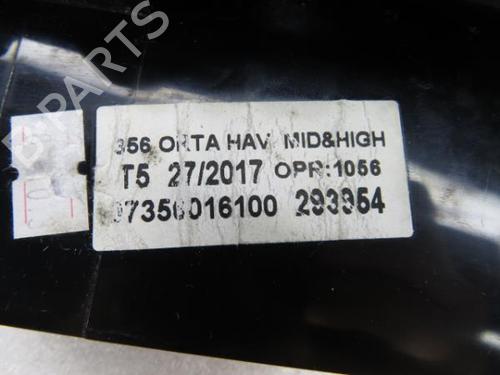 356 ORTA HAV MID&HIGH
T5 27/2017 OPR:1056
07356016100 293954